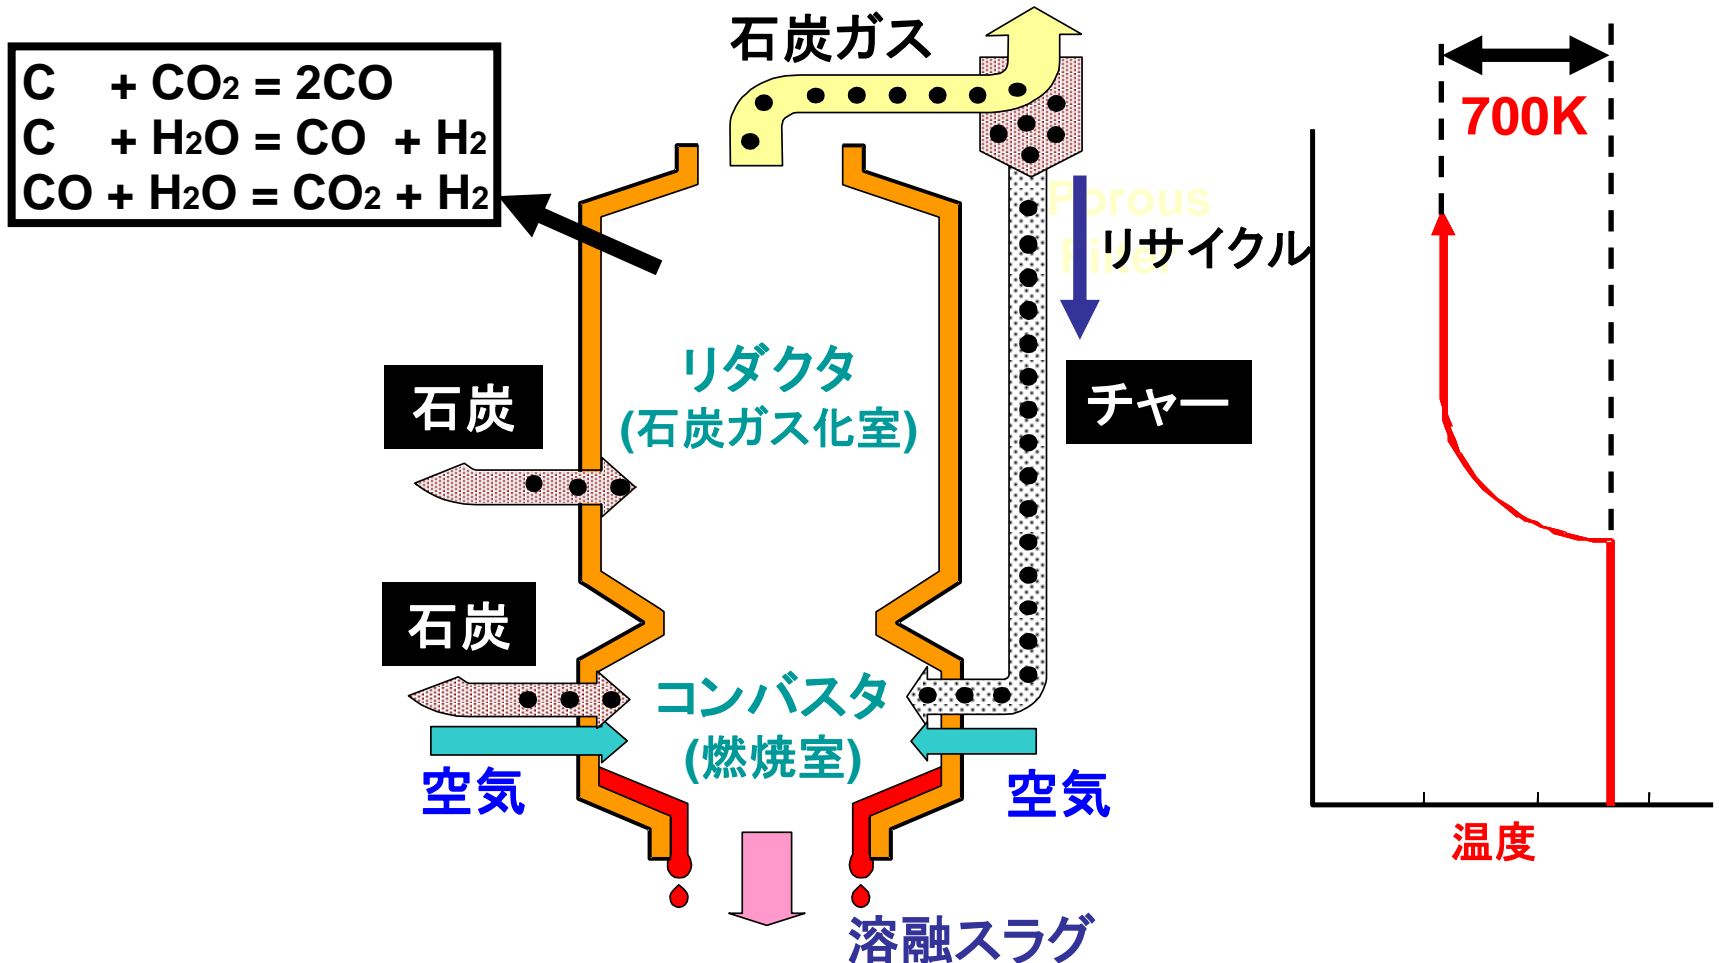 石炭ガス
C + CO2 = 2CO
C + H2O = CO + H2
CO + H2O = CO2 + H2
700K
Porous
Filter
リサイクル
リダクタ
(石炭ガス化室)
石炭
チャー
石炭
コンバスタ
(燃焼室)
空気
空気
温度
溶融スラグ